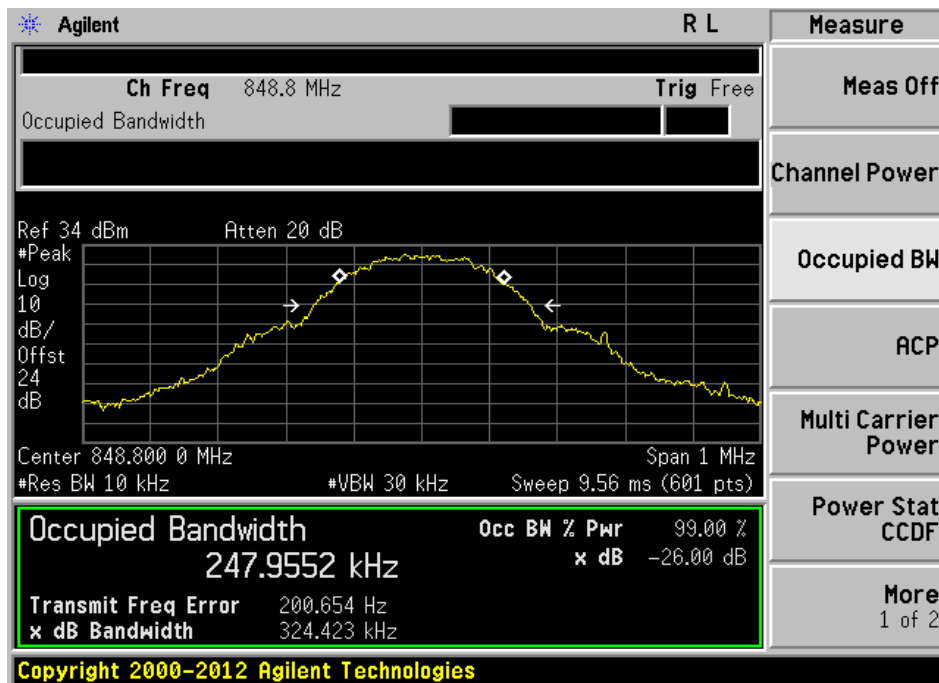 Agilent R L
Ch Freq 848.8 MHz Trig Free
Occupied Bandwidth
Ref 34 dBm Atten 20 dB
#Peak
Log
10
dB/
Offst
24
dB
Center 848.800 0 MHz Span 1 MHz
#Res BW 10 kHz #VBW 30 kHz Sweep 9.56 ms (601 pts)
Occupied Bandwidth Occ BW % Pwr 99.00 %
247.9552 kHz x dB -26.00 dB
Transmit Freq Error 200.654 Hz
x dB Bandwidth 324.423 kHz
Copyright 2000-2012 Agilent Technologies
Measure
Meas Off
Channel Power
Occupied BW
ACP
Multi Carrier
Power
Power Stat
CCDF
More
1 of 2